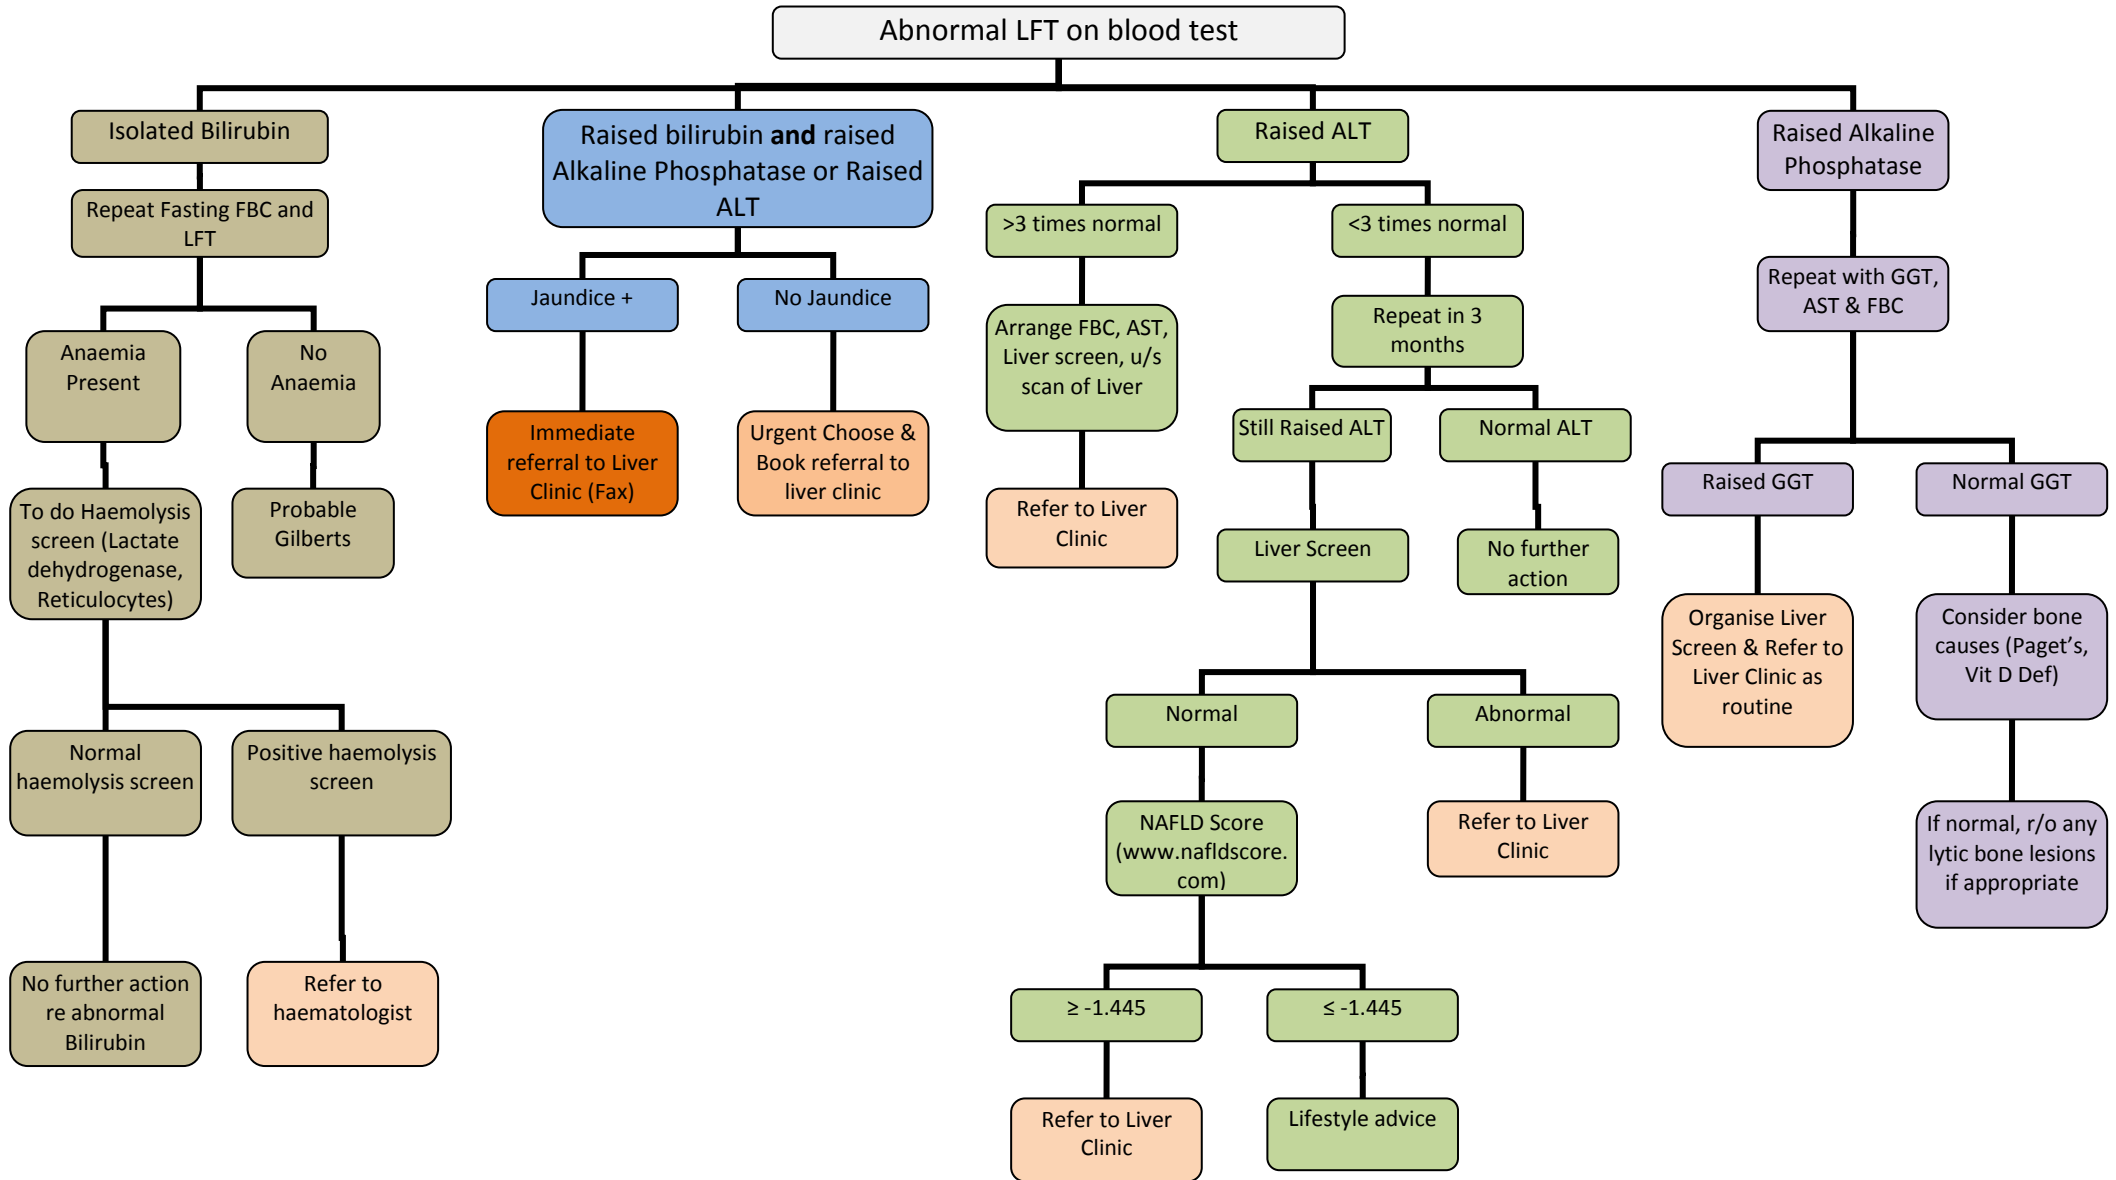 Abnormal LFT on blood test
Isolated Bilirubin
Repeat Fasting FBC and
LFT
Anaemia
Present
No
Anaemia
To do Haemolysis
screen (Lactate
dehydrogenase,
Reticulocytes)
Probable
Gilberts
Normal
haemolysis screen
Positive haemolysis
screen
No further action
re abnormal
Bilirubin
Refer to
haematologist
Raised bilirubin and raised
Alkaline Phosphatase or Raised
ALT
Jaundice +
No Jaundice
Immediate
referral to Liver
Clinic (Fax)
Urgent Choose &
Book referral to
liver clinic
Raised ALT
>3 times normal
<3 times normal
Arrange FBC, AST,
Liver screen, u/s
scan of Liver
Refer to Liver
Clinic
Repeat in 3
months
Still Raised ALT
Normal ALT
Liver Screen
No further
action
Normal
Abnormal
NAFLD Score
(www.nafldscore.
com)
Refer to Liver
Clinic
≥ -1.445
≤ -1.445
Refer to Liver
Clinic
Lifestyle advice
Raised Alkaline
Phosphatase
Repeat with GGT,
AST & FBC
Raised GGT
Normal GGT
Organise Liver
Screen & Refer to
Liver Clinic as
routine
Consider bone
causes (Paget’s,
Vit D Def)
If normal, r/o any
lytic bone lesions
if appropriate